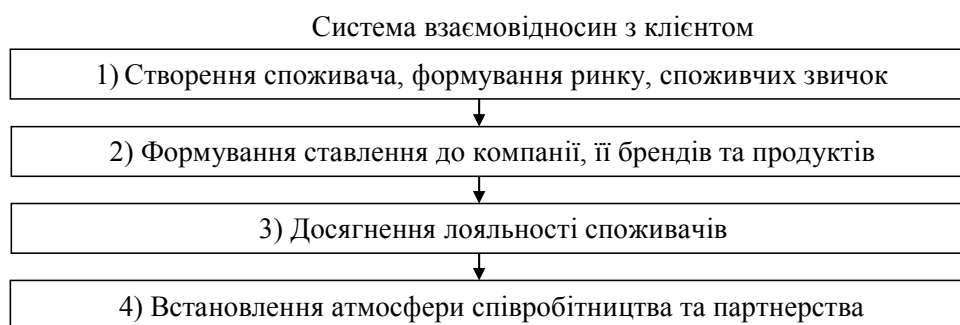 Система взаємовідносин з клієнтом
1) Створення споживача, формування ринку, споживчих звичок
2) Формування ставлення до компанії, її брендів та продуктів
3) Досягнення лояльності споживачів
4) Встановлення атмосфери співробітництва та партнерства